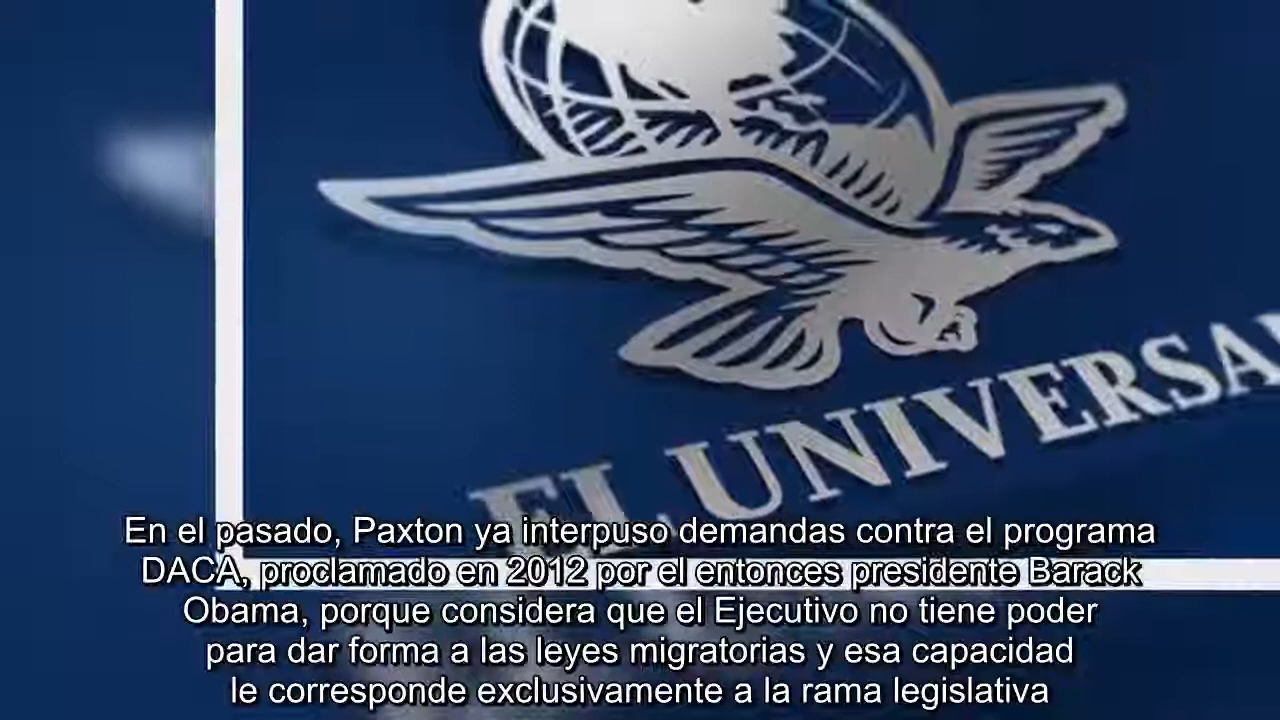 EL UNIVERSA
En el pasado, Paxton ya interpuso demandas contra el programa
DACA, proclamado en 2012 por el entonces presidente Barack
Obama, porque considera que el Ejecutivo no tiene poder
para dar forma a las leyes migratorias y esa capacidad
le corresponde exclusivamente a la rama legislativa